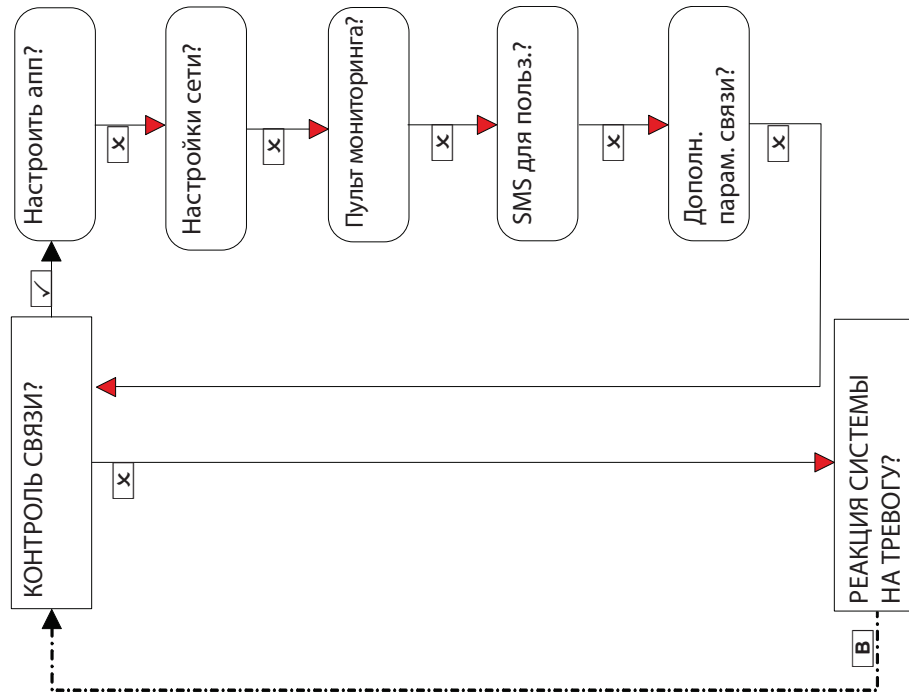 КОНТРОЛЬ СВЯЗИ?
✓
Настроить апп?
x
Настройки сети?
x
Пульт мониторинга?
x
SMS для польз.?
x
Дополн.
парам. связи?
x
x
РЕАКЦИЯ СИСТЕМЫ
НА ТРЕВОГУ?
B